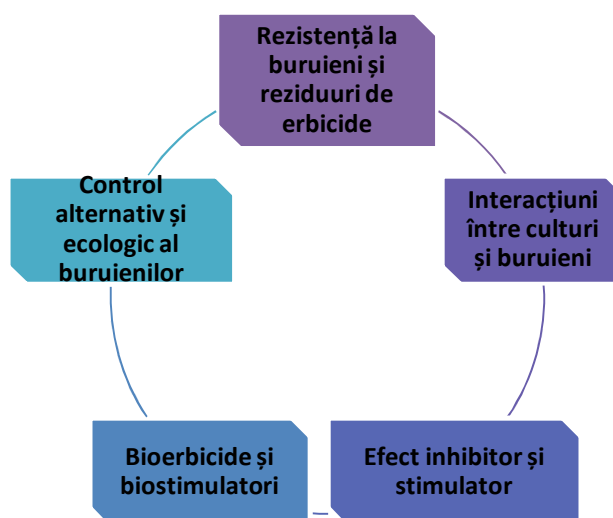 Rezistență la
buruieni și
reziduuri de
erbicide
Control
alternativ și
ecologic al
buruienilor
Interacțiuni
între culturi
și buruieni
Bioerbicide și
biostimulatori
Efect inhibitor și
stimulator